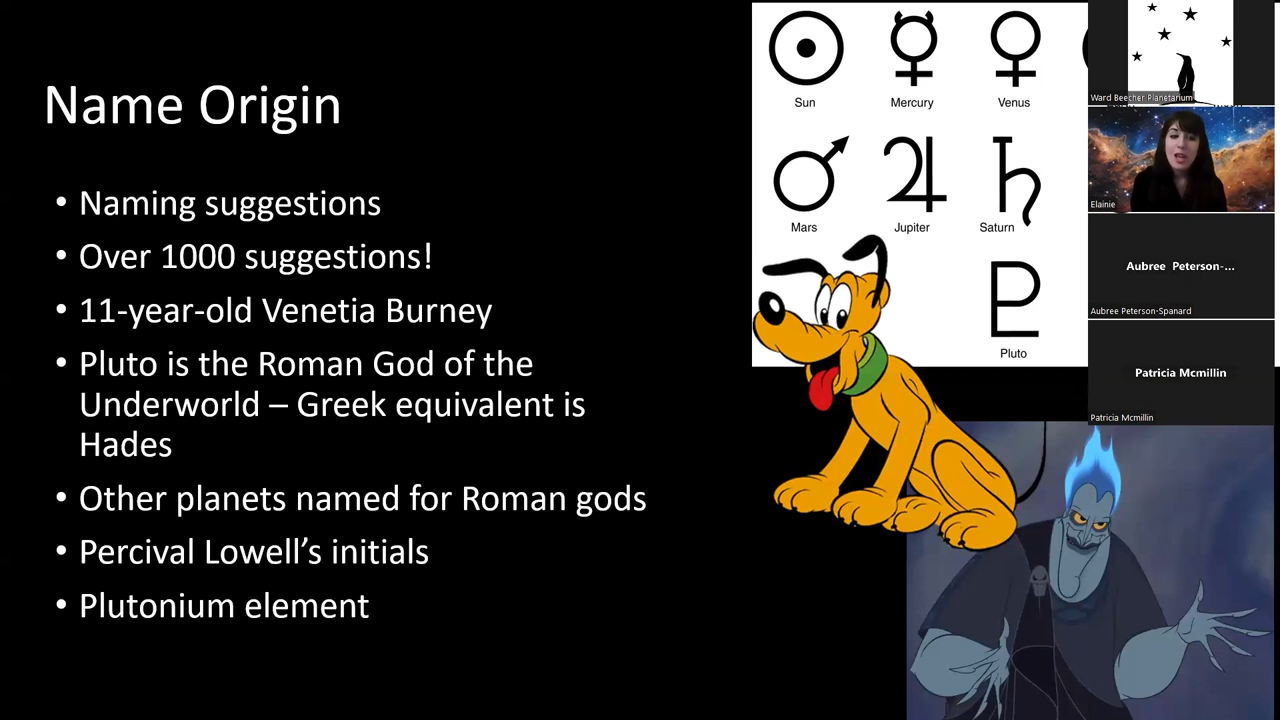 Name Origin
• Naming suggestions
• Over 1000 suggestions!
• 11-year-old Venetia Burney
• Pluto is the Roman God of the
Underworld – Greek equivalent is
Hades
• Other planets named for Roman gods
• Percival Lowell’s initials
• Plutonium element
Sun
Mercury
Venus
Mars
Jupiter
Saturn
Pluto
Ward Beecher Planetarium
Elainie
Aubree Peterson-...
Aubree Peterson-Spanard
Patricia Mcmillin
Patricia Mcmillin